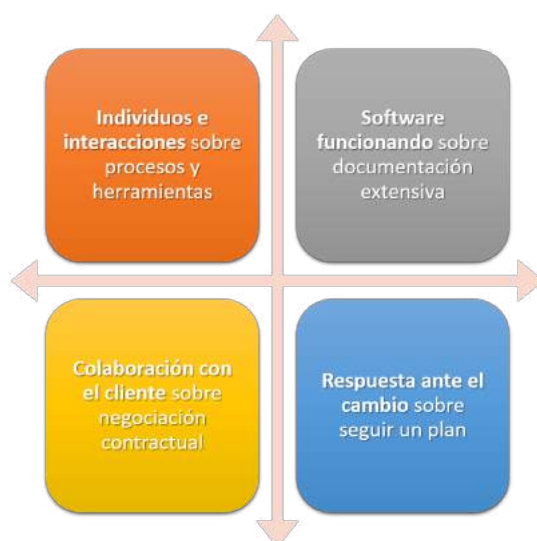 Individuos e
interacciones sobre
procesos y
herramientas
Software
funcionando sobre
documentación
extensiva
Colaboración con
el cliente sobre
negociación
contractual
Respuesta ante el
cambio sobre
seguir un plan